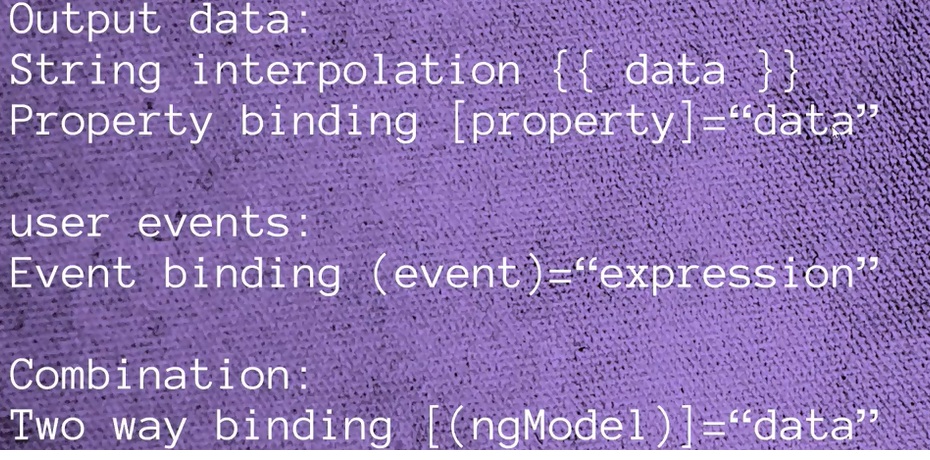 Output data:
String interpolation {{ data }}
Property binding [property]=“data”
user events:
Event binding (event)=“expression”
Combination:
Two way binding [(ngModel)]=“data”